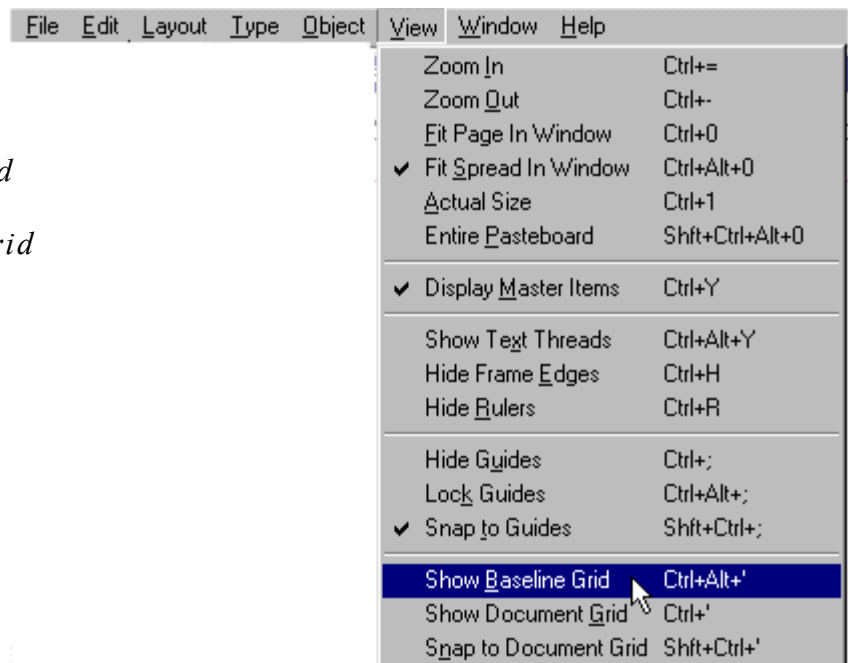 File Edit Layout Type Object View Window Help
Zoom In Ctrl+=
Zoom Out Ctrl+-
Fit Page In Window Ctrl+0
d
✔ Fit Spread In Window Ctrl+Alt+0
Actual Size Ctrl+1
rid
Entire Pasteboard Shft+Ctrl+Alt+0
✔ Display Master Items Ctrl+Y
Show Text Threads Ctrl+Alt+Y
Hide Frame Edges Ctrl+H
Hide Rulers Ctrl+R
Hide Guides Ctrl+;
Lock Guides Ctrl+Alt+;
✔ Snap to Guides Shft+Ctrl+;
Show Baseline Grid Ctrl+Alt+'
Show Document Grid Ctrl+'
Snap to Document Grid Shft+Ctrl+'